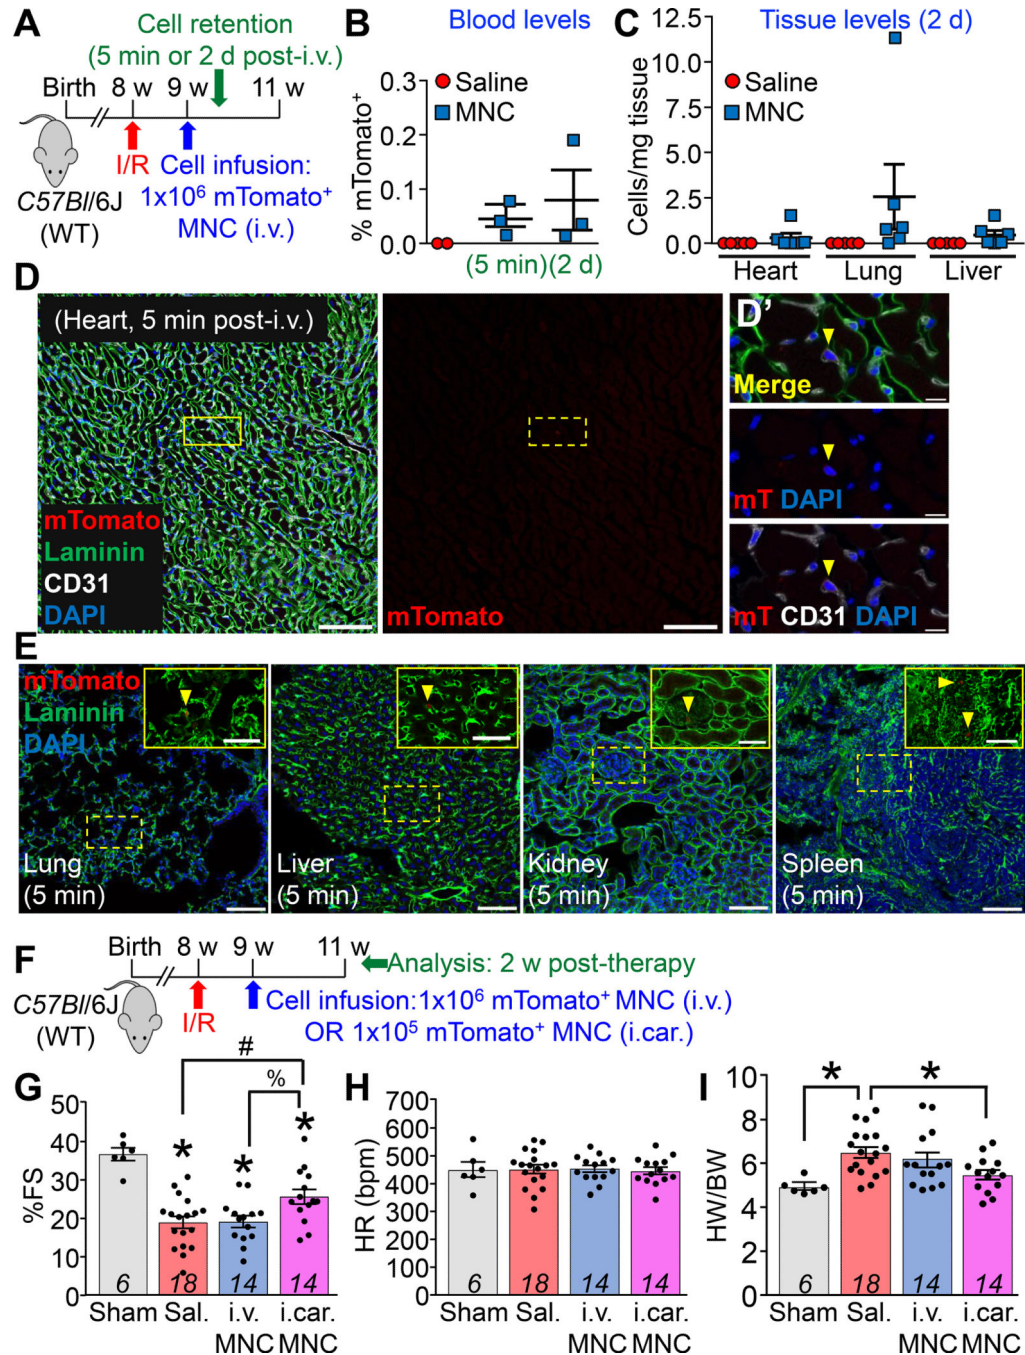 A
Cell retention
(5 min or 2 d post-i.v.)
Birth 8 w 9 w 11 w
I/R
Cell infusion:
1x10⁶ mTomato⁺
MNC (i.v.)
C57Bl/6J
(WT)
B
Blood levels
% mTomato⁺
0.3
0.2
0.1
0.0
Saline
MNC
(5 min)(2 d)
C
Tissue levels (2 d)
Cells/mg tissue
12.5
10.0
7.5
5.0
2.5
0.0
Saline
MNC
Heart Lung Liver
D
(Heart, 5 min post-i.v.)
mTomato
Laminin
CD31
DAPI
mTomato
D'
Merge
mT DAPI
mT CD31 DAPI
E
mTomato
Laminin
DAPI
Lung
(5 min)
Liver
(5 min)
Kidney
(5 min)
Spleen
(5 min)
F
Birth 8 w 9 w 11 w
Analysis: 2 w post-therapy
C57Bl/6J
(WT)
I/R
Cell infusion:1x10⁶ mTomato⁺ MNC (i.v.)
OR 1x10⁵ mTomato⁺ MNC (i.car.)
G
%FS
50
40
30
20
10
0
#
%
* * *
6 18 14 14
Sham Sal. i.v. i.car.
MNC MNC
H
HR (bpm)
700
600
500
400
300
200
100
0
6 18 14 14
Sham Sal. i.v. i.car.
MNC MNC
I
HW/BW
10
8
6
4
2
0
* *
6 18 14 14
Sham Sal. i.v. i.car.
MNC MNC